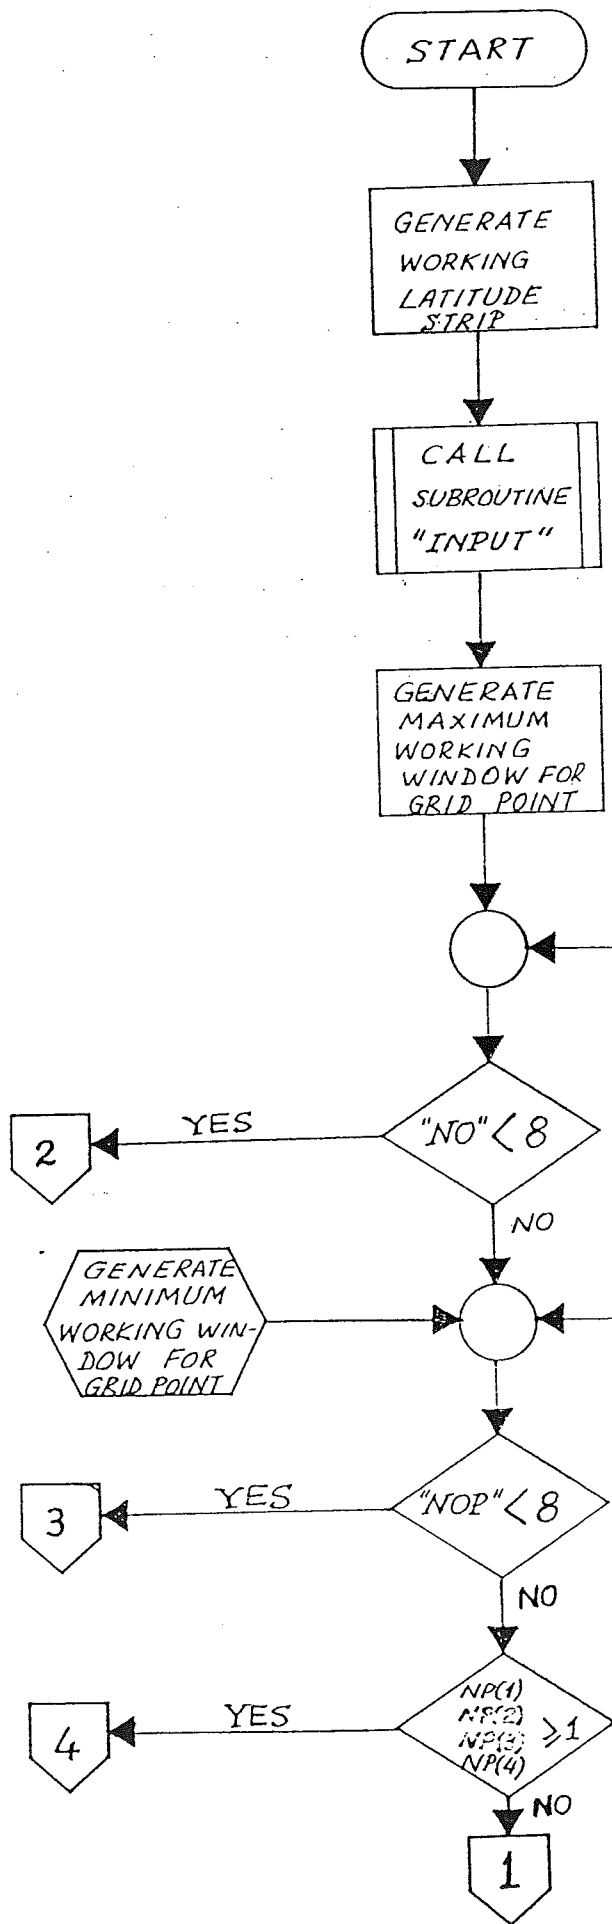 START
GENERATE
WORKING
LATITUDE
STRIP
CALL
SUBROUTINE
"INPUT"
GENERATE
MAXIMUM
WORKING
WINDOW FOR
GRID POINT
"NO" < 8
YES
2
NO
GENERATE
MINIMUM
WORKING WIN-
DOW FOR
GRID POINT
"NOP" < 8
YES
3
NO
NP(1)
NP(2)
NP(3)
NP(4)
≥1
YES
4
NO
1